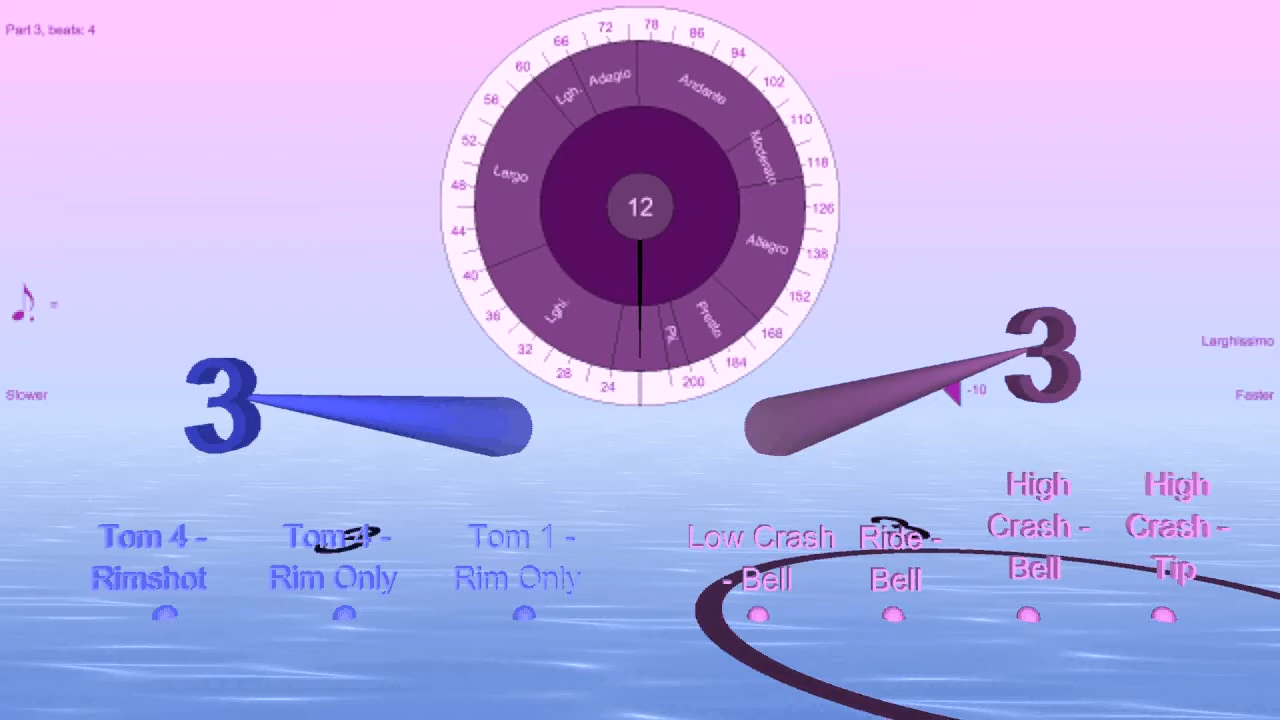 Part 3, beats: 4
72
78
66
86
60
94
102
56
110
52
118
48
126
44
138
40
152
36
168
32
184
28
24
200
Lgh.
Adagio
Andante
Moderato
Largo
Allegro
Lghi.
Presto
12
=
Larghissimo
Slower
Faster
-10
3
3
Tom 4 -
Rimshot
Tom 4 -
Rim Only
Tom 1 -
Rim Only
Low Crash
- Bell
Ride -
Bell
High
Crash -
Bell
High
Crash -
Tip